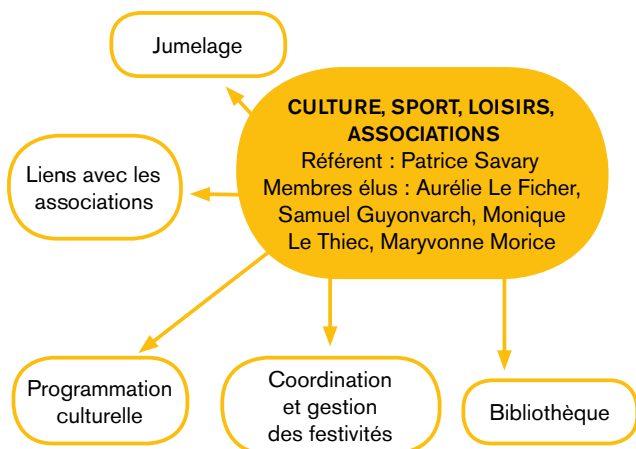 Jumelage
CULTURE, SPORT, LOISIRS,
ASSOCIATIONS
Référent : Patrice Savary
Membres élus : Aurélie Le Ficher,
Samuel Guyonvarch, Monique
Le Thiec, Maryvonne Morice
Liens avec les
associations
Programmation
culturelle
Coordination
et gestion
des festivités
Bibliothèque